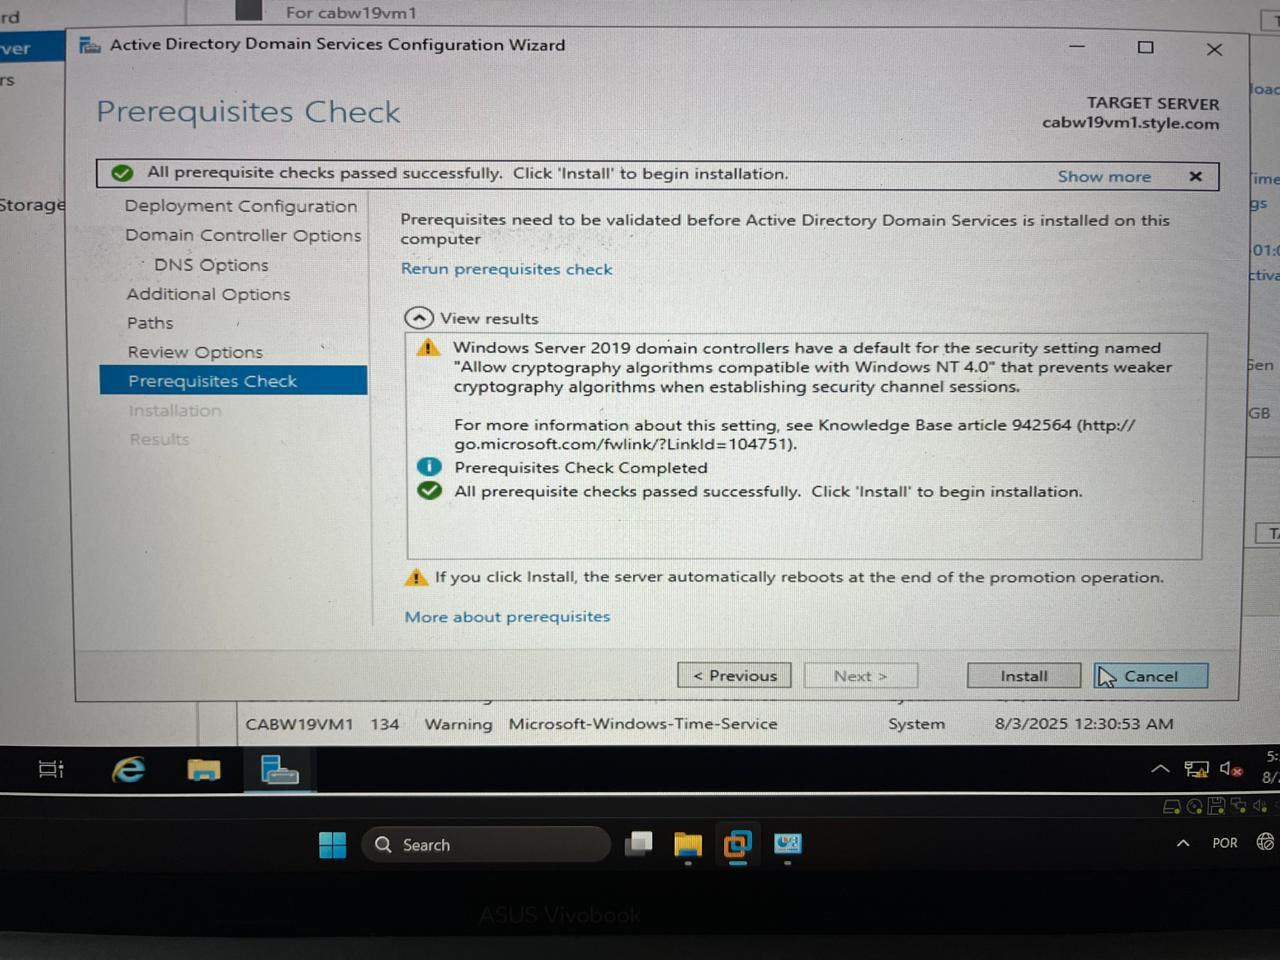 For cabw19vm1
Active Directory Domain Services Configuration Wizard
Prerequisites Check
TARGET SERVER
cabw19vm1.style.com
All prerequisite checks passed successfully.  Click 'Install' to begin installation.
Show more
Deployment Configuration
Domain Controller Options
DNS Options
Additional Options
Paths
Review Options
Prerequisites Check
Installation
Results
Prerequisites need to be validated before Active Directory Domain Services is installed on this
computer
Rerun prerequisites check
View results
Windows Server 2019 domain controllers have a default for the security setting named
"Allow cryptography algorithms compatible with Windows NT 4.0" that prevents weaker
cryptography algorithms when establishing security channel sessions.
For more information about this setting, see Knowledge Base article 942564 (http://
go.microsoft.com/fwlink/?LinkId=104751).
Prerequisites Check Completed
All prerequisite checks passed successfully.  Click 'Install' to begin installation.
If you click Install, the server automatically reboots at the end of the promotion operation.
More about prerequisites
< Previous
Next >
Install
Cancel
Storage
GB
CABW19VM1 134 Warning Microsoft-Windows-Time-Service System 8/3/2025 12:30:53 AM
Search
POR
ASUS Vivobook